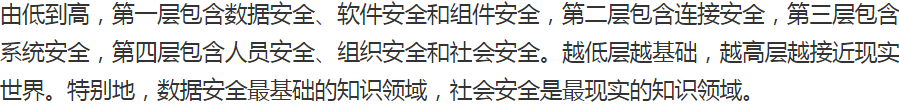 由低到高，第一层包含数据安全、软件安全和组件安全，第二层包含连接安全，第三层包含
系统安全，第四层包含人员安全、组织安全和社会安全。越低层越基础，越高层越接近现实
世界。特别地，数据安全最基础的知识领域，社会安全是最现实的知识领域。